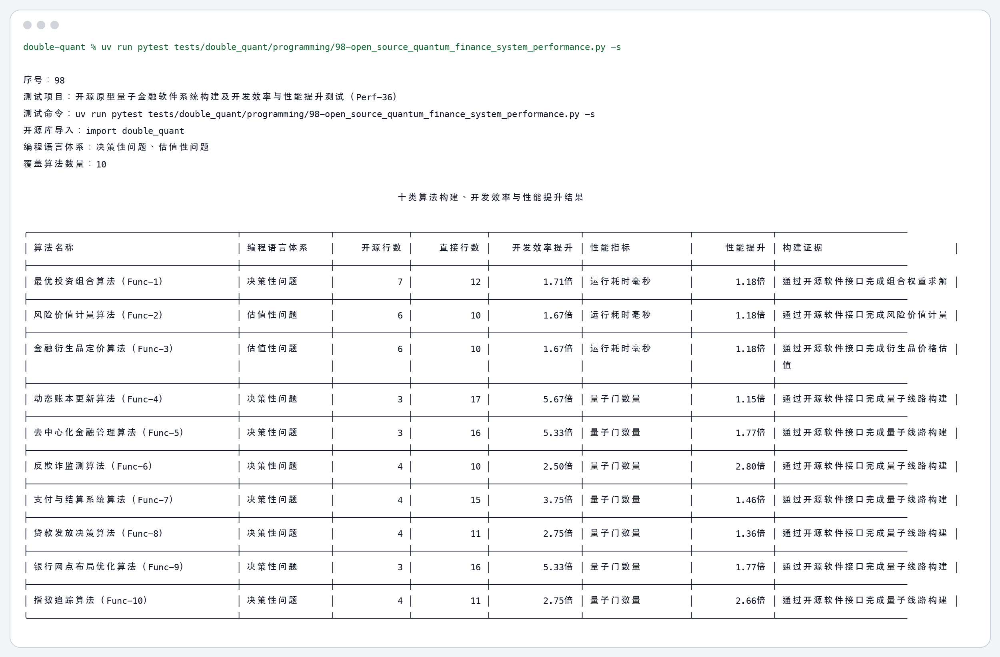 double-quant % uv run pytest tests/double_quant/programming/98-open_source_quantum_finance_system_performance.py -s
序号：98
测试项目：开源原型量子金融软件系统构建及开发效率与性能提升测试（Perf-36）
测试命令：uv run pytest tests/double_quant/programming/98-open_source_quantum_finance_system_performance.py -s
开源库导入：import double_quant
编程语言体系：决策性问题、估值性问题
覆盖算法数量：10
十类算法构建、开发效率与性能提升结果
算法名称 编程语言体系 开源行数 直接行数 开发效率提升 性能指标 性能提升 构建证据
最优投资组合算法（Func-1） 决策性问题 7 12 1.71倍 运行耗时毫秒 1.18倍 通过开源软件接口完成组合权重求解
风险价值计量算法（Func-2） 估值性问题 6 10 1.67倍 运行耗时毫秒 1.18倍 通过开源软件接口完成风险价值计量
金融衍生品定价算法（Func-3） 估值性问题 6 10 1.67倍 运行耗时毫秒 1.18倍 通过开源软件接口完成衍生品价格估
值
动态账本更新算法（Func-4） 决策性问题 3 17 5.67倍 量子门数量 1.15倍 通过开源软件接口完成量子线路构建
去中心化金融管理算法（Func-5） 决策性问题 3 16 5.33倍 量子门数量 1.77倍 通过开源软件接口完成量子线路构建
反欺诈监测算法（Func-6） 决策性问题 4 10 2.50倍 量子门数量 2.80倍 通过开源软件接口完成量子线路构建
支付与结算系统算法（Func-7） 决策性问题 4 15 3.75倍 量子门数量 1.46倍 通过开源软件接口完成量子线路构建
贷款发放决策算法（Func-8） 决策性问题 4 11 2.75倍 量子门数量 1.36倍 通过开源软件接口完成量子线路构建
银行网点布局优化算法（Func-9） 决策性问题 3 16 5.33倍 量子门数量 1.77倍 通过开源软件接口完成量子线路构建
指数追踪算法（Func-10） 决策性问题 4 11 2.75倍 量子门数量 2.66倍 通过开源软件接口完成量子线路构建